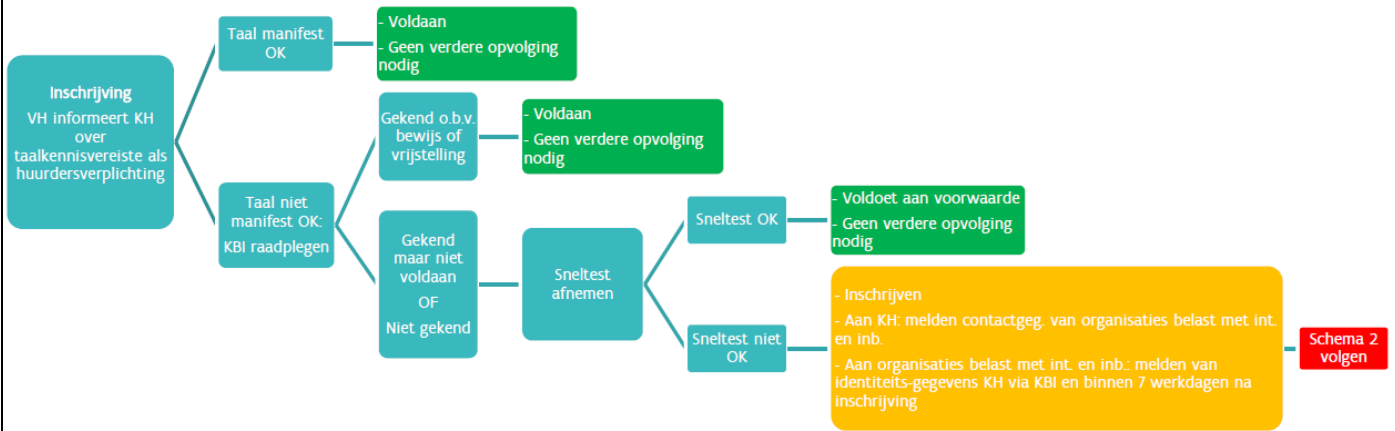 Inschrijving
VH informeert KH
over
taalkennisvereiste als
huurdersverplichting
Taal manifest
OK
- Voldaan
- Geen verdere opvolging
nodig
Taal niet
manifest OK:
KBI raadplegen
Gekend o.b.v.
bewijs of
vrijstelling
- Voldaan
- Geen verdere opvolging
nodig
Gekend
maar niet
voldaan
OF
Niet gekend
Sneltest
afnemen
Sneltest OK
- Voldoet aan voorwaarde
- Geen verdere opvolging
nodig
Sneltest niet
OK
- Inschrijven
- Aan KH: melden contactgeg. van organisaties belast met int.
en inb.
- Aan organisaties belast met int. en inb.: melden van
identiteits-gegevens KH via KBI en binnen 7 werkdagen na
inschrijving
Schema 2
volgen